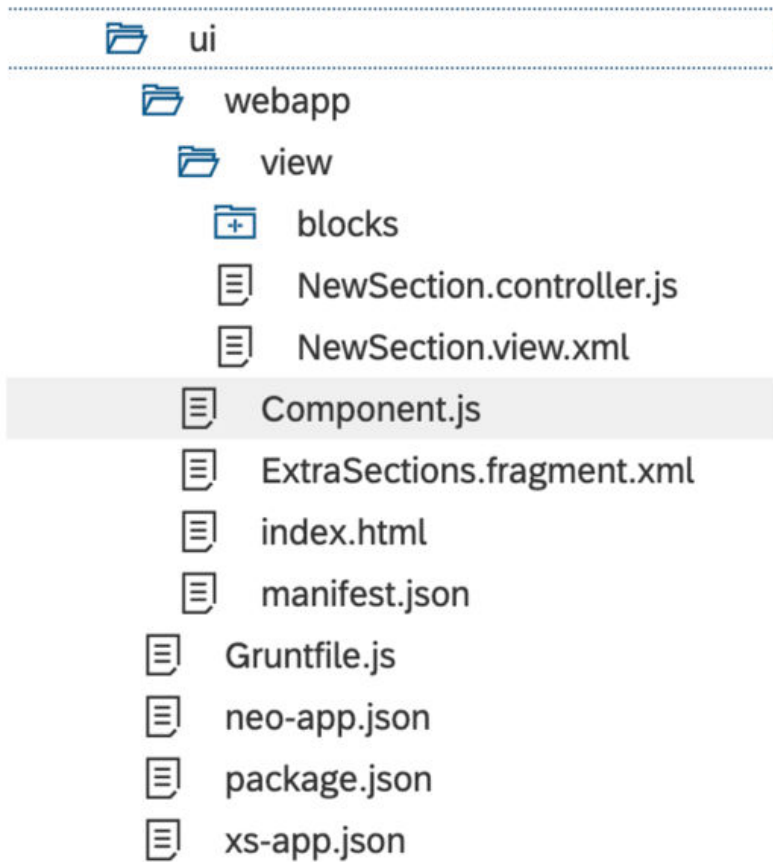 ui
webapp
view
blocks
NewSection.controller.js
NewSection.view.xml
Component.js
ExtraSections.fragment.xml
index.html
manifest.json
Gruntfile.js
neo-app.json
package.json
xs-app.json